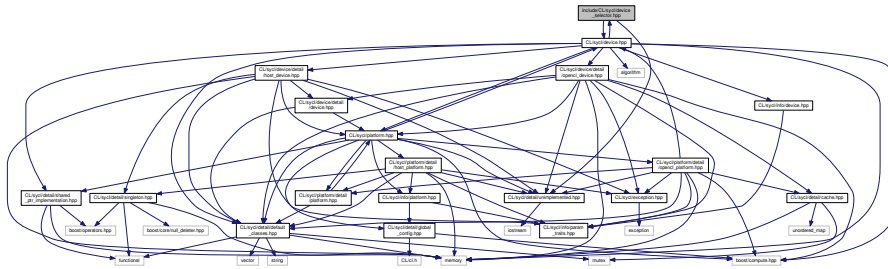 include/CL/sycl/device
_selector.hpp
CL/sycl/device.hpp
CL/sycl/device/detail
/host_device.hpp
CL/sycl/device/detail
/opencl_device.hpp
algorithm
CL/sycl/device/detail
/device.hpp
CL/sycl/info/device.hpp
CL/sycl/platform.hpp
CL/sycl/platform/detail
/host_platform.hpp
CL/sycl/platform/detail
/opencl_platform.hpp
CL/sycl/detail/shared
_ptr_implementation.hpp
CL/sycl/detail/singleton.hpp
CL/sycl/platform/detail
/platform.hpp
CL/sycl/info/platform.hpp
CL/sycl/detail/unimplemented.hpp
CL/sycl/exception.hpp
CL/sycl/detail/cache.hpp
boost/operators.hpp
boost/core/null_deleter.hpp
CL/sycl/detail/default
_classes.hpp
CL/sycl/detail/global
_config.hpp
iostream
CL/sycl/info/param
_traits.hpp
exception
unordered_map
functional
vector
string
CL/cl.h
memory
mutex
boost/compute.hpp